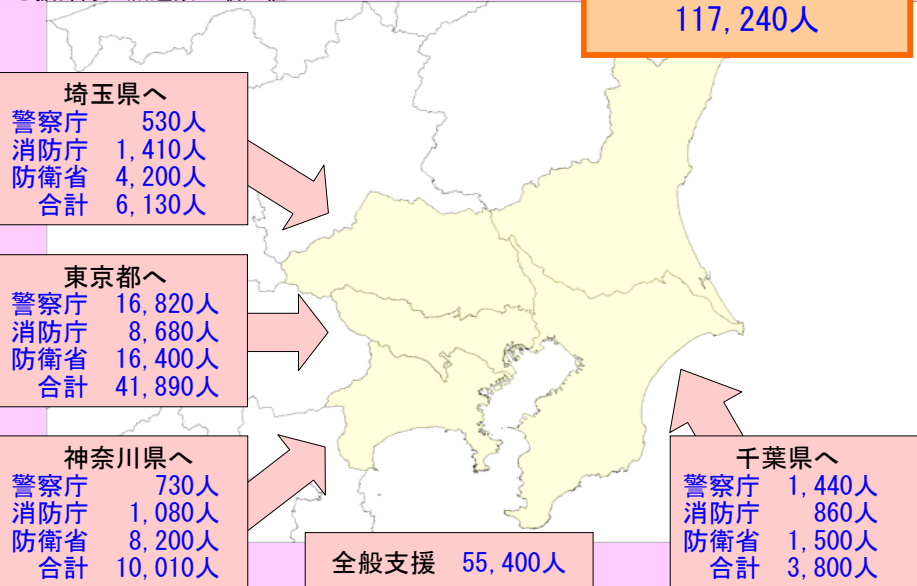 117,240人
埼玉県へ
警察庁 530人
消防庁 1,410人
防衛省 4,200人
合計 6,130人
東京都へ
警察庁 16,820人
消防庁 8,680人
防衛省 16,400人
合計 41,890人
神奈川県へ
警察庁 730人
消防庁 1,080人
防衛省 8,200人
合計 10,010人
全般支援 55,400人
千葉県へ
警察庁 1,440人
消防庁 860人
防衛省 1,500人
合計 3,800人